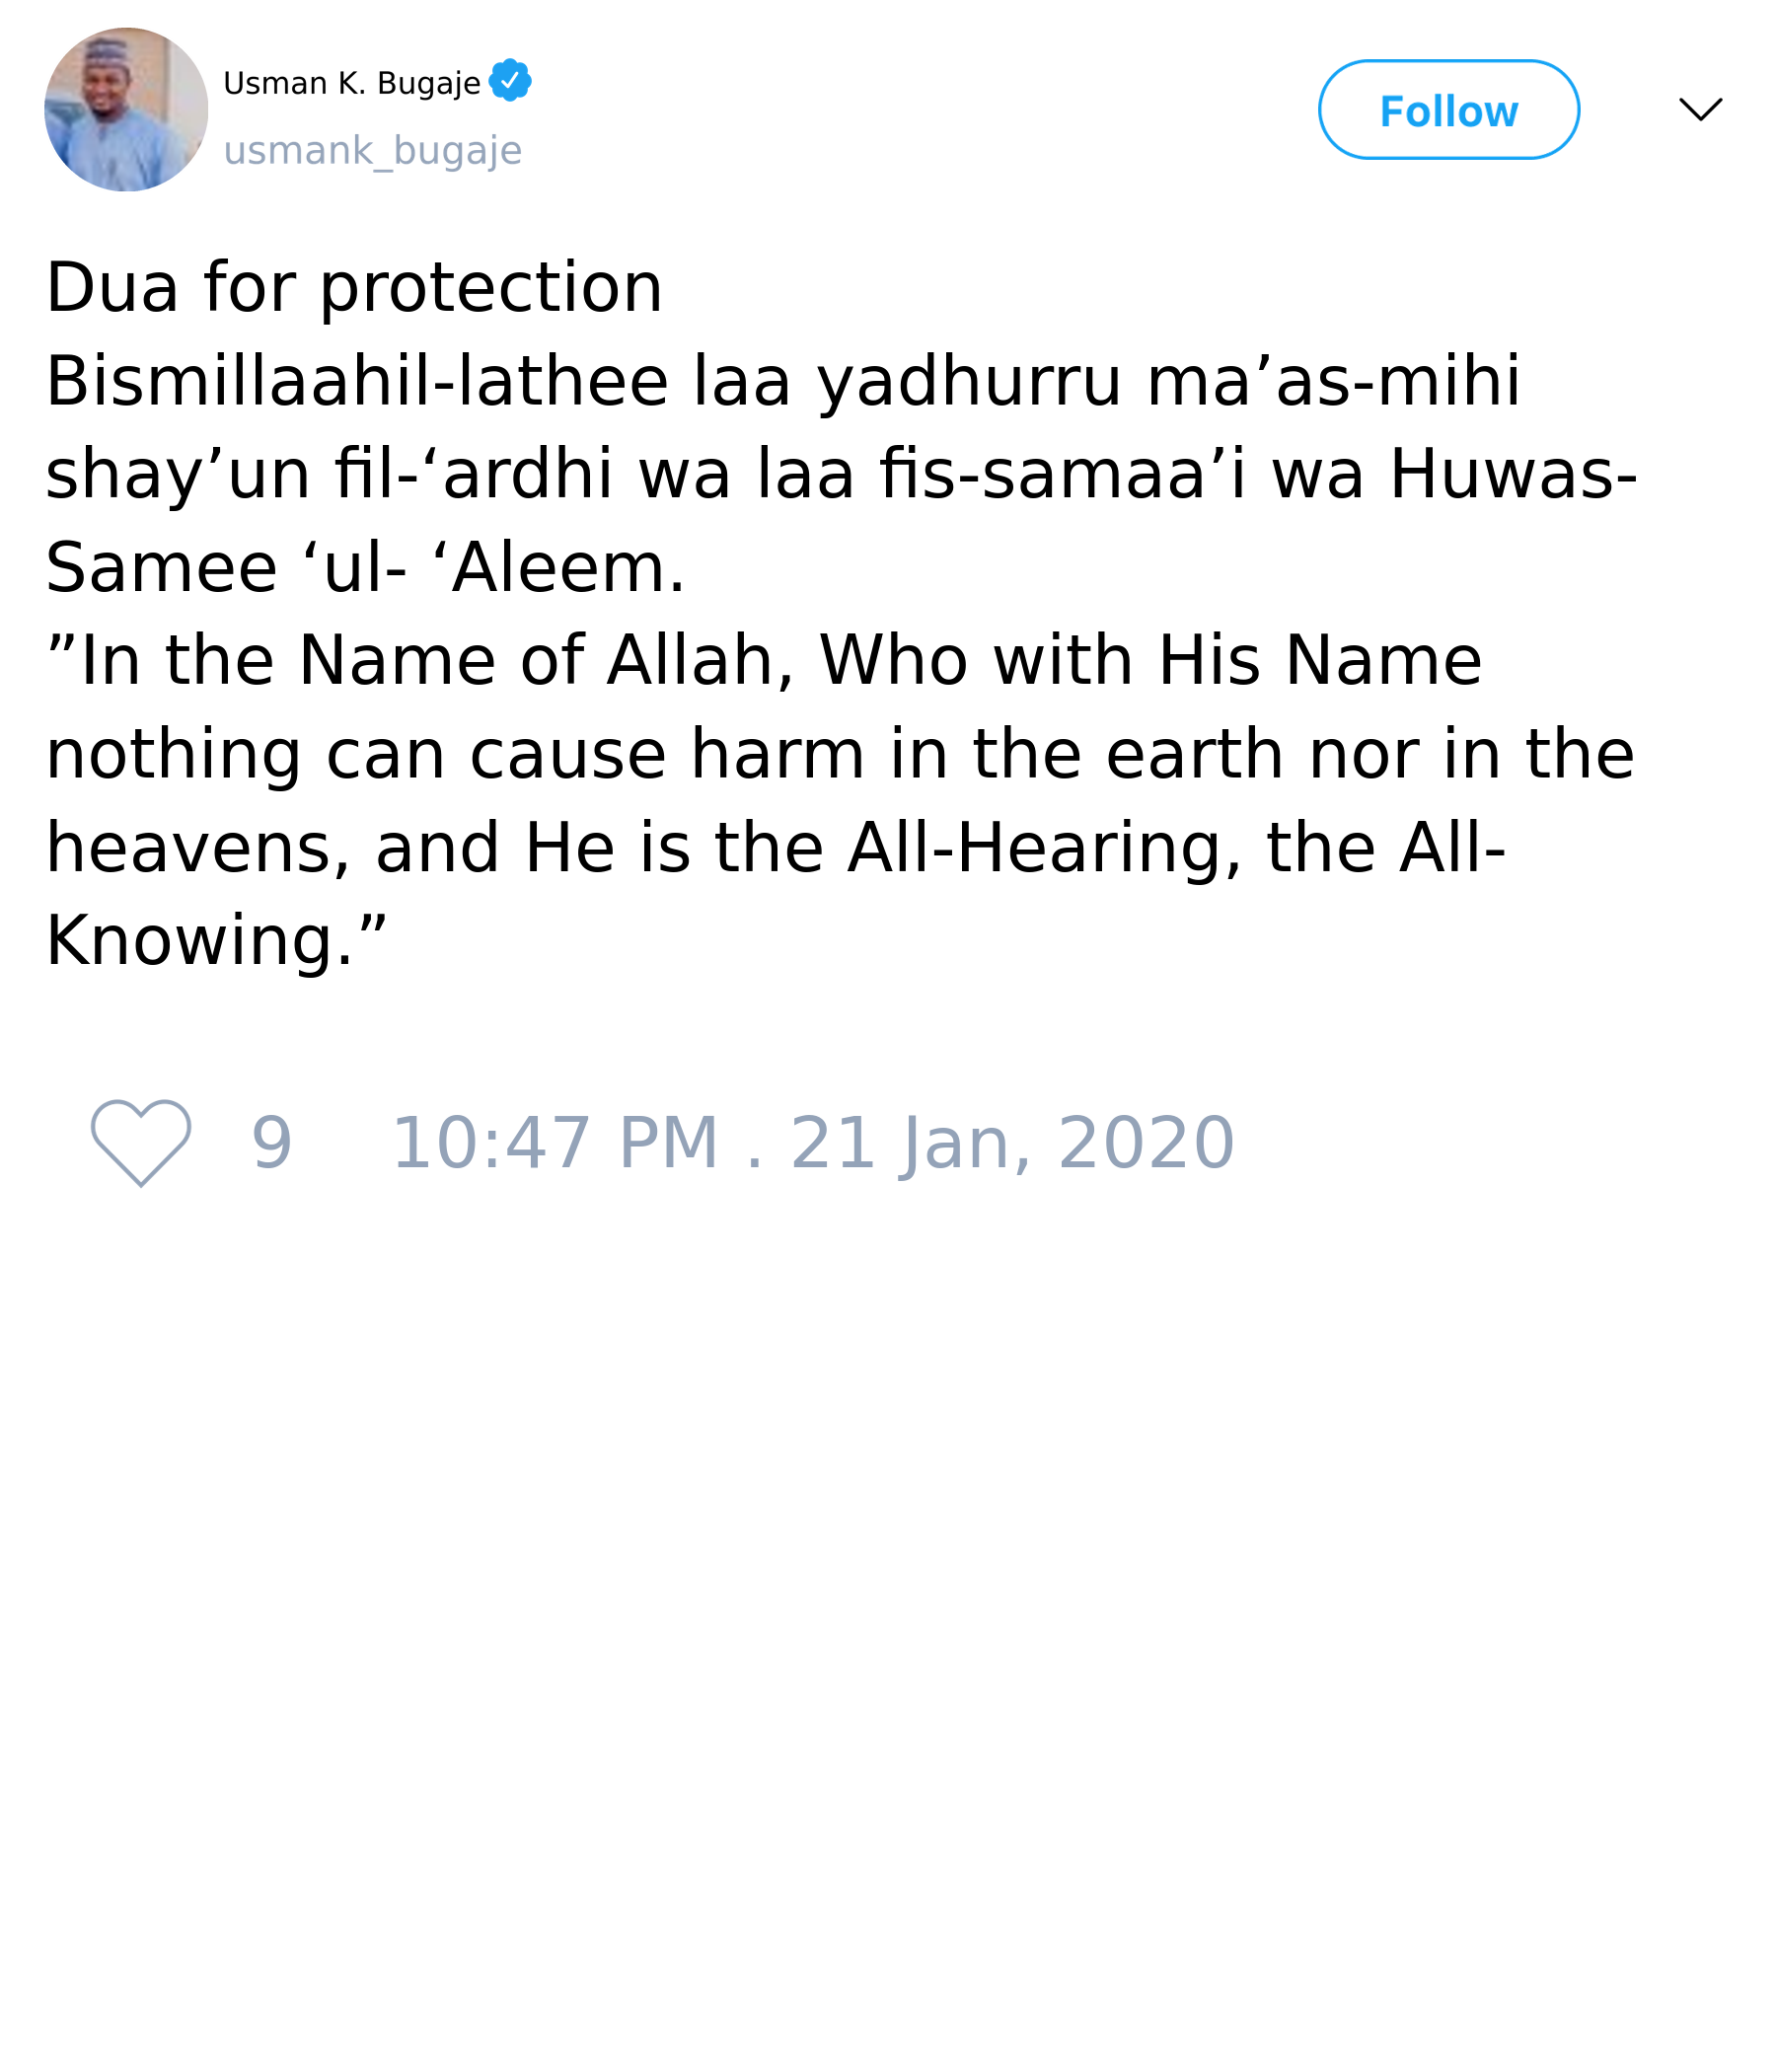 Usman K. Bugaje
usmank_bugaje
Follow
Dua for protection
Bismillaahil-lathee laa yadhurru ma’as-mihi
shay’un fil-‘ardhi wa laa fis-samaa’i wa Huwas-
Samee ‘ul- ‘Aleem.
”In the Name of Allah, Who with His Name
nothing can cause harm in the earth nor in the
heavens, and He is the All-Hearing, the All-
Knowing.”
9 10:47 PM . 21 Jan, 2020